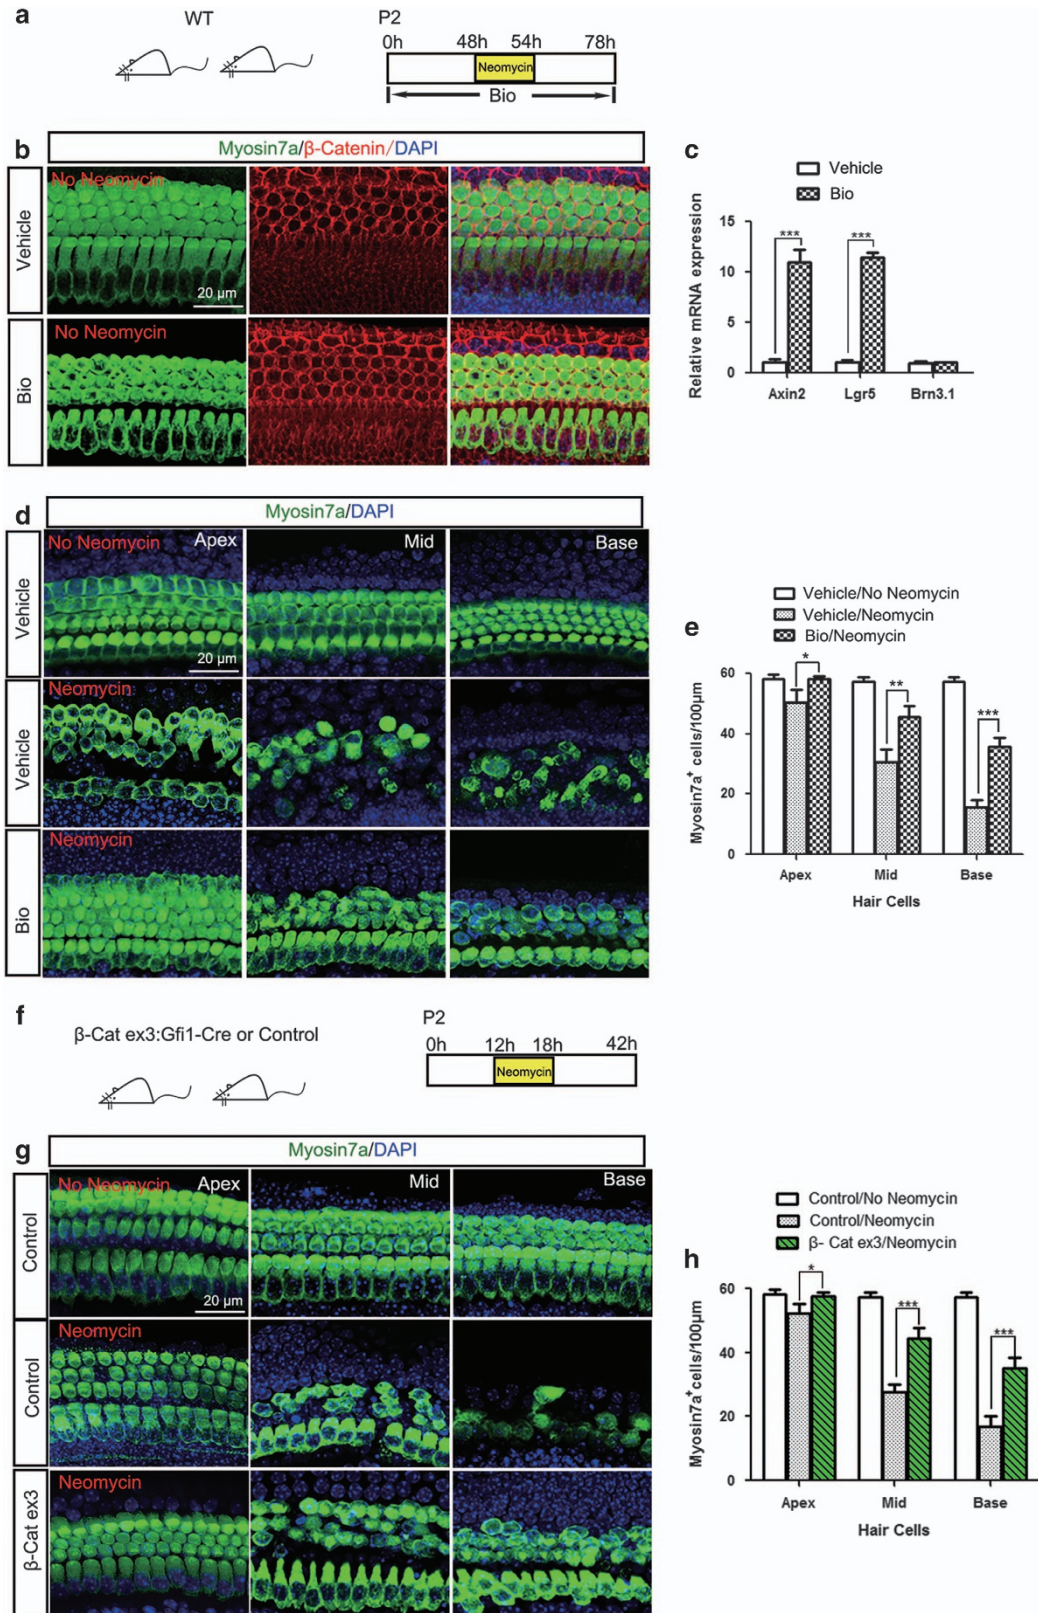 a
WT
P2
0h 48h 54h 78h
Neomycin
Bio
b
Myosin7a/β-Catenin/DAPI
Vehicle
No Neomycin
20 µm
Bio
No Neomycin
c
Vehicle
Bio
Relative mRNA expression
15
10
5
0
***
***
Axin2 Lgr5 Brn3.1
d
Myosin7a/DAPI
Vehicle
No Neomycin Apex Mid Base
20 µm
Vehicle
Neomycin
Bio
Neomycin
e
Vehicle/No Neomycin
Vehicle/Neomycin
Bio/Neomycin
Myosin7a+ cells/100µm
60
40
20
0
*
**
***
Apex Mid Base
Hair Cells
f
β-Cat ex3:Gfi1-Cre or Control
P2
0h 12h 18h 42h
Neomycin
g
Myosin7a/DAPI
Control
No Neomycin Apex Mid Base
20 µm
Control
Neomycin
β-Cat ex3
Neomycin
h
Control/No Neomycin
Control/Neomycin
β- Cat ex3/Neomycin
Myosin7a+cells/100µm
60
40
20
0
*
***
***
Apex Mid Base
Hair Cells